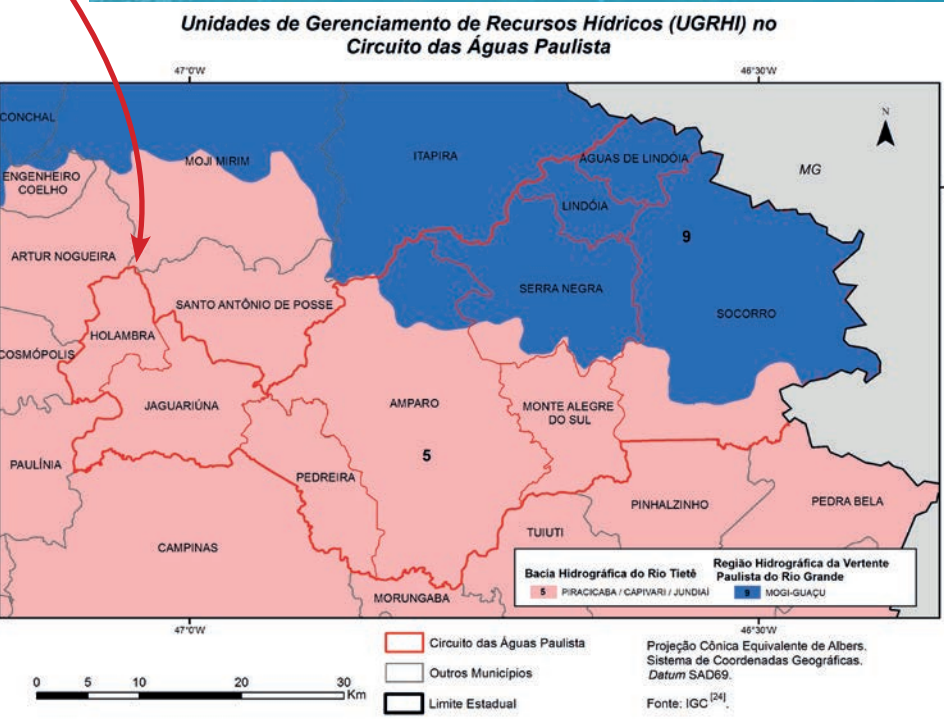 Unidades de Gerenciamento de Recursos Hídricos (UGRHI) no
Circuito das Águas Paulista
47°0'W
46°30'W
CONCHAL
MOJI MIRIM
ITAPIRA
ÁGUAS DE LINDÓIA
MG
N
ENGENHEIRO
COELHO
LINDÓIA
9
ARTUR NOGUEIRA
SERRA NEGRA
SANTO ANTÔNIO DE POSSE
SOCORRO
HOLAMBRA
COSMÓPOLIS
JAGUARIÚNA
AMPARO
MONTE ALEGRE
DO SUL
5
PAULÍNIA
PEDREIRA
PINHALZINHO
PEDRA BELA
TUIUTI
CAMPINAS
MORUNGABA
Bacia Hidrográfica do Rio Tietê
5 PIRACICABA / CAPIVARI / JUNDIAÍ
Região Hidrográfica da Vertente
Paulista do Rio Grande
9 MOGI-GUAÇU
47°0'W
46°30'W
Circuito das Águas Paulista
Outros Municípios
Limite Estadual
0 5 10 20 30
Km
Projeção Cônica Equivalente de Albers.
Sistema de Coordenadas Geográficas.
Datum SAD69.
Fonte: IGC [24].